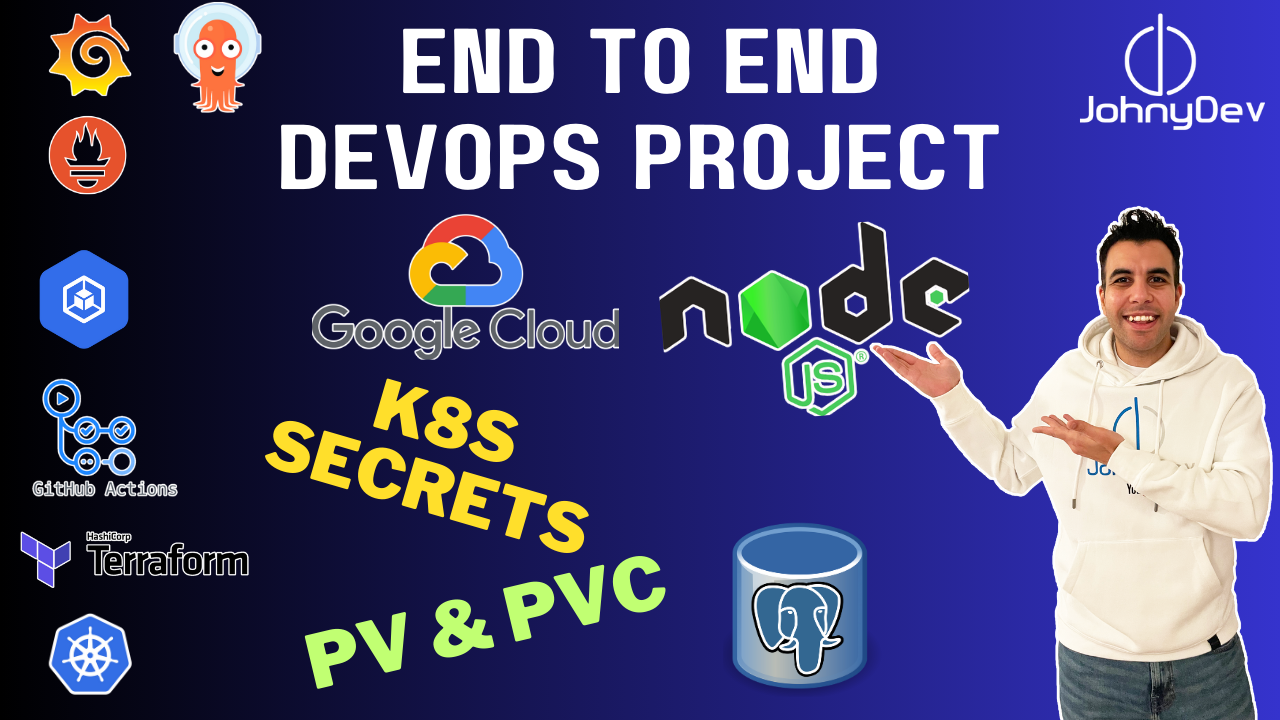 END TO END
DEVOPS PROJECT
JohnyDev
Google Cloud
node
JS®
K8S
SECRETS
PV & PVC
GitHub Actions
HashiCorp
Terraform